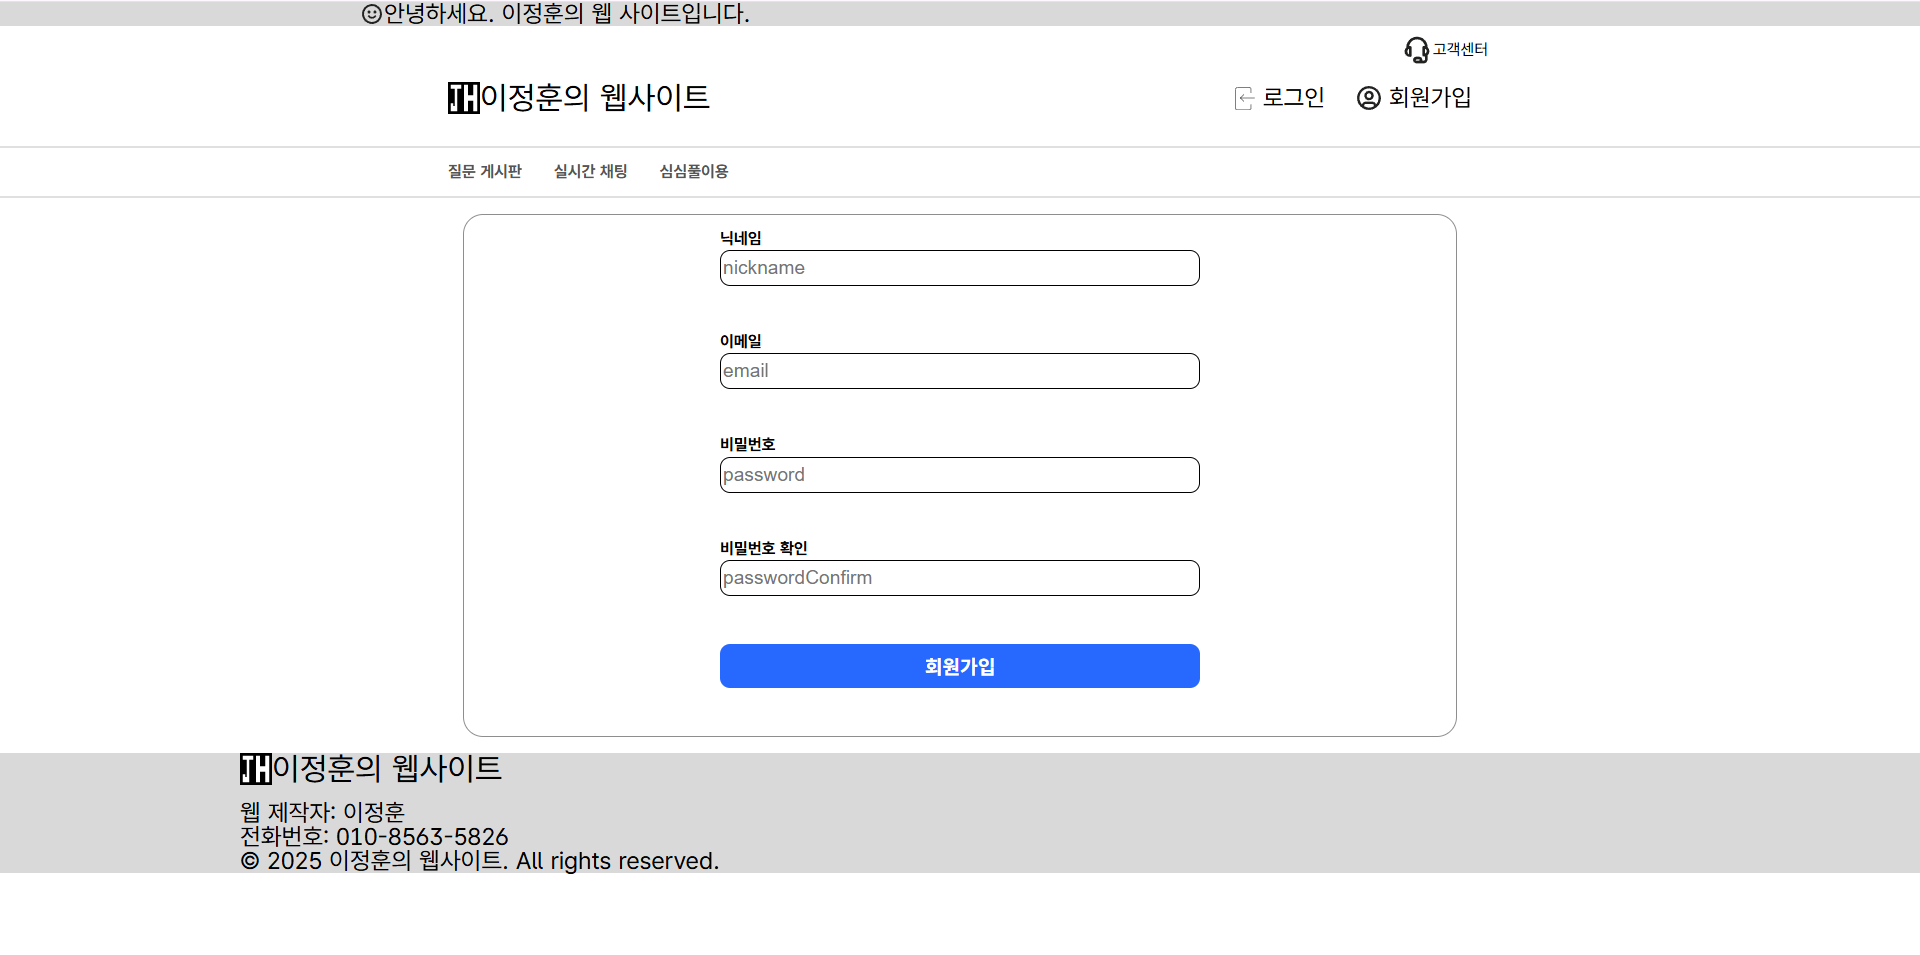 안녕하세요. 이정훈의 웹 사이트입니다.
고객센터
JH이정훈의 웹사이트
로그인 회원가입
질문 게시판 실시간 채팅 심심풀이용
닉네임
nickname
이메일
email
비밀번호
password
비밀번호 확인
passwordConfirm
회원가입
JH이정훈의 웹사이트
웹 제작자: 이정훈
전화번호: 010-8563-5826
© 2025 이정훈의 웹사이트. All rights reserved.